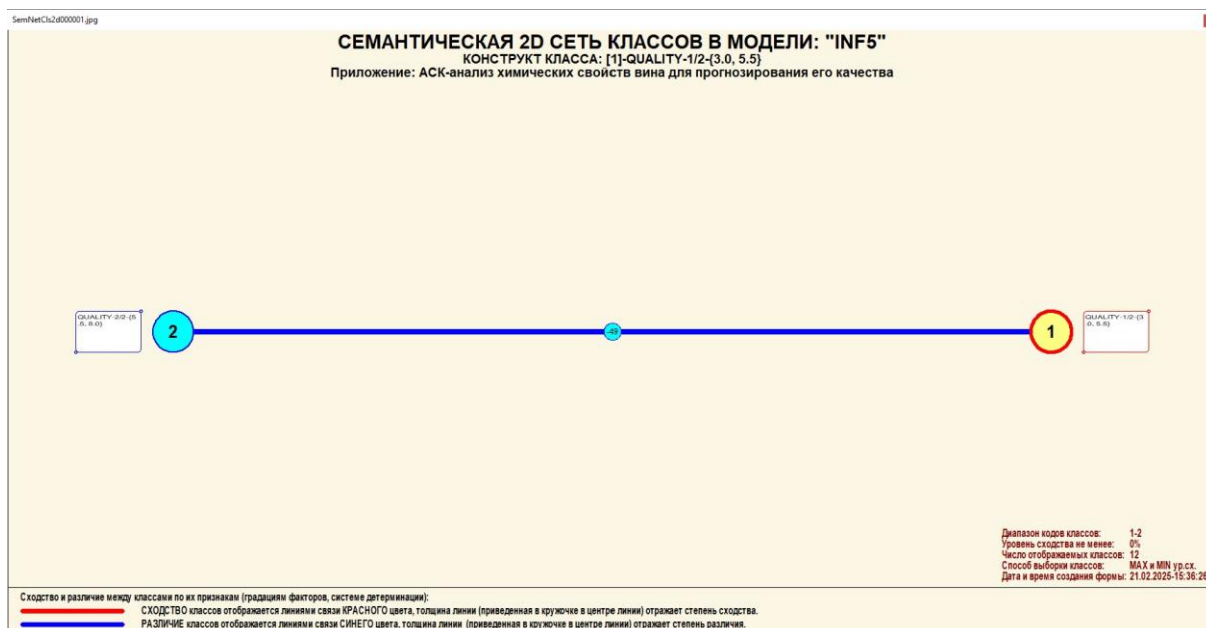 SemNetCls2d000001.jpg
СЕМАНТИЧЕСКАЯ 2D СЕТЬ КЛАССОВ В МОДЕЛИ: "INF5"
КОНСТРУКТ КЛАССА: [1]-QUALITY-1/2-{3.0, 5.5}
Приложение: АСК-анализ химических свойств вина для прогнозирования его качества
QUALITY-2/2-{5
.5, 8.0}
2
-49
1
QUALITY-1/2-{3
.0, 5.5}
Диапазон кодов классов: 1-2
Уровень сходства не менее: 0%
Число отображаемых классов: 12
Способ выборки классов: MAX и MIN ур.сх.
Дата и время создания формы: 21.02.2025-15:36:26
Сходство и различие между классами по их признакам (градациям факторов, системе детерминации):
СХОДСТВО классов отображается линиями связи КРАСНОГО цвета, толщина линии (приведенная в кружочке в центре линии) отражает степень сходства.
РАЗЛИЧИЕ классов отображается линиями связи СИНЕГО цвета, толщина линии (приведенная в кружочке в центре линии) отражает степень различия.